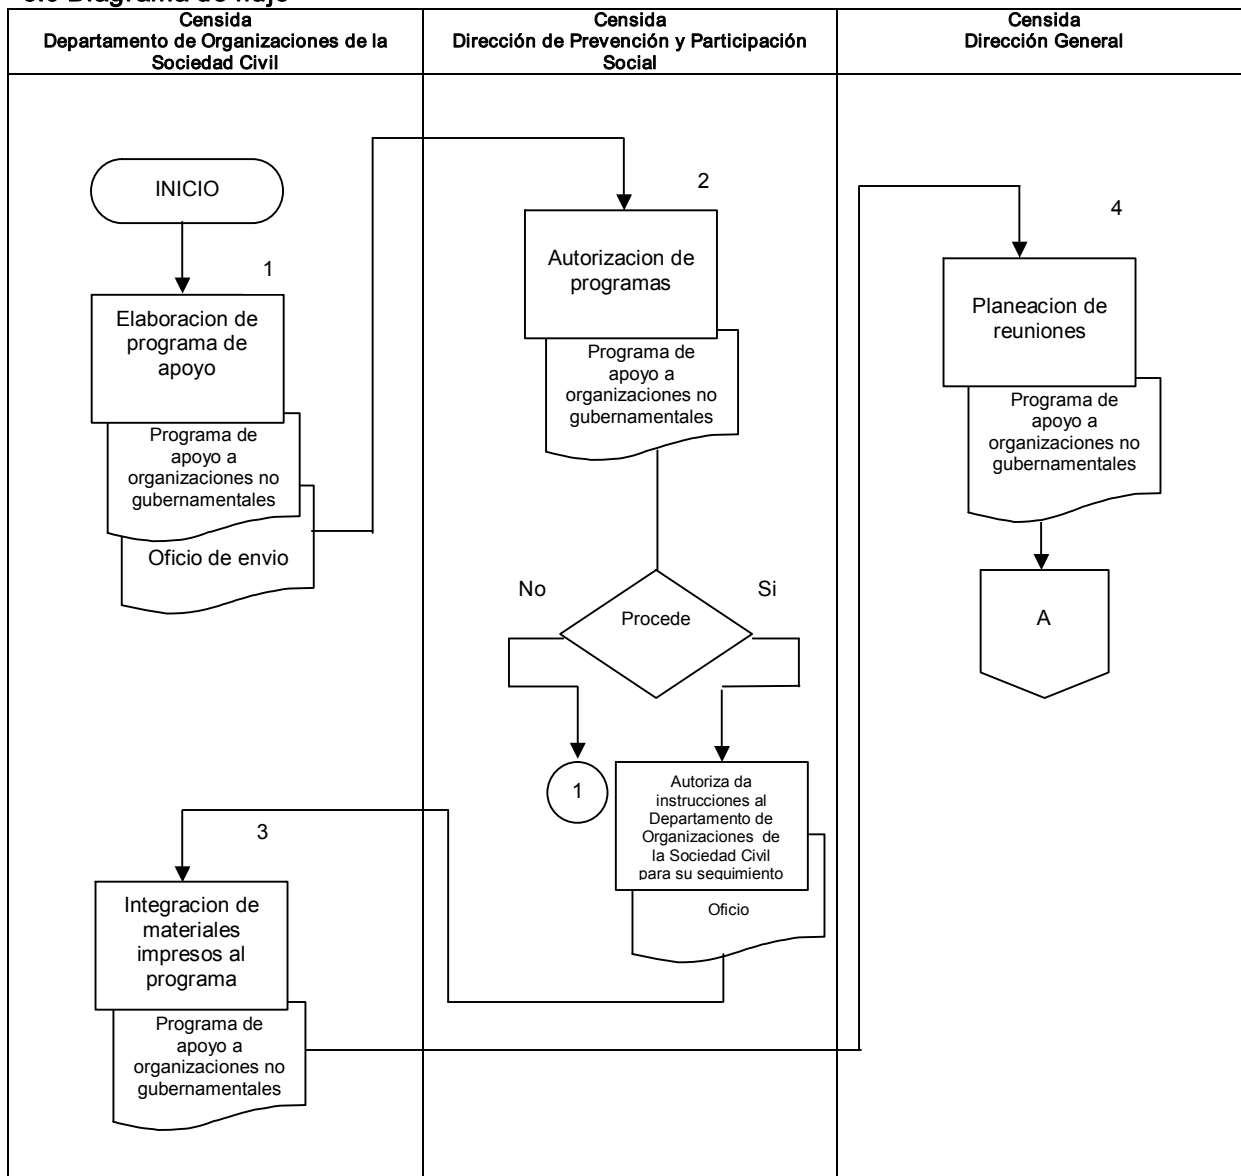 Censida
Departamento de Organizaciones de la
Sociedad Civil
Censida
Dirección de Prevención y Participación
Social
Censida
Dirección General
INICIO
1
Elaboracion de
programa de
apoyo
Programa de
apoyo a
organizaciones no
gubernamentales
Oficio de envio
2
Autorizacion de
programas
Programa de
apoyo a
organizaciones no
gubernamentales
No
Si
Procede
1
Autoriza da
instrucciones al
Departamento de
Organizaciones de
la Sociedad Civil
para su seguimiento
Oficio
3
Integracion de
materiales
impresos al
programa
Programa de
apoyo a
organizaciones no
gubernamentales
4
Planeacion de
reuniones
Programa de
apoyo a
organizaciones no
gubernamentales
A